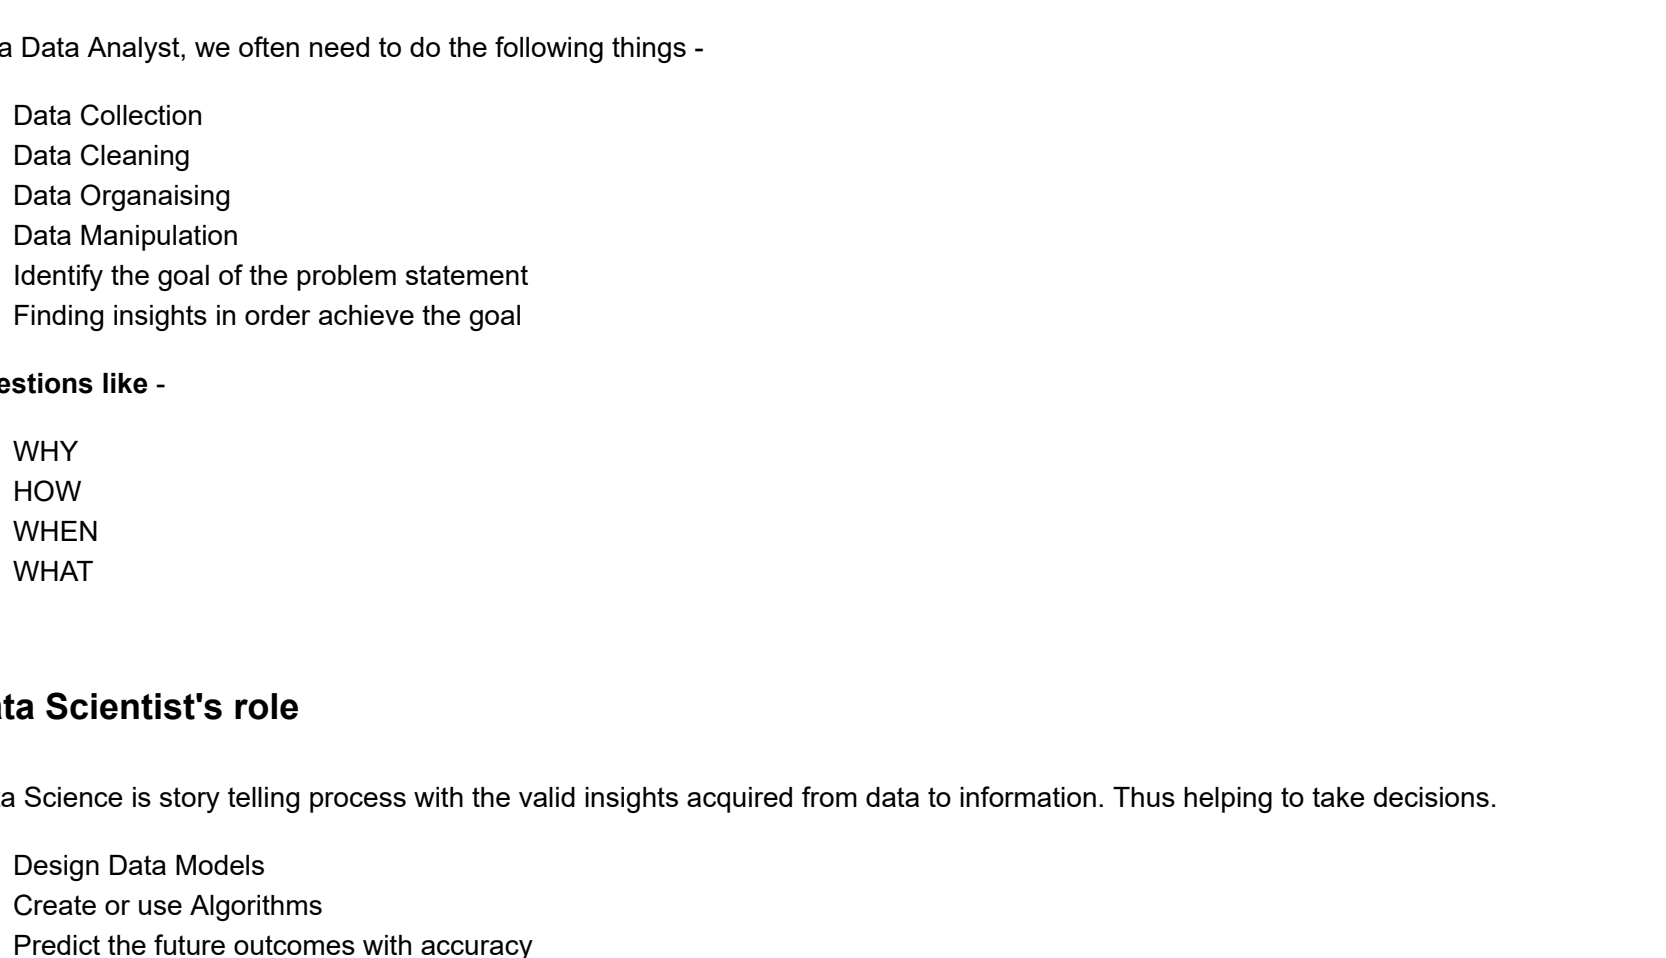 a Data Analyst, we often need to do the following things -
Data Collection
Data Cleaning
Data Organaising
Data Manipulation
Identify the goal of the problem statement
Finding insights in order achieve the goal
estions like -
WHY
HOW
WHEN
WHAT
ta Scientist's role
a Science is story telling process with the valid insights acquired from data to information. Thus helping to take decisions.
Design Data Models
Create or use Algorithms
Predict the future outcomes with accuracy